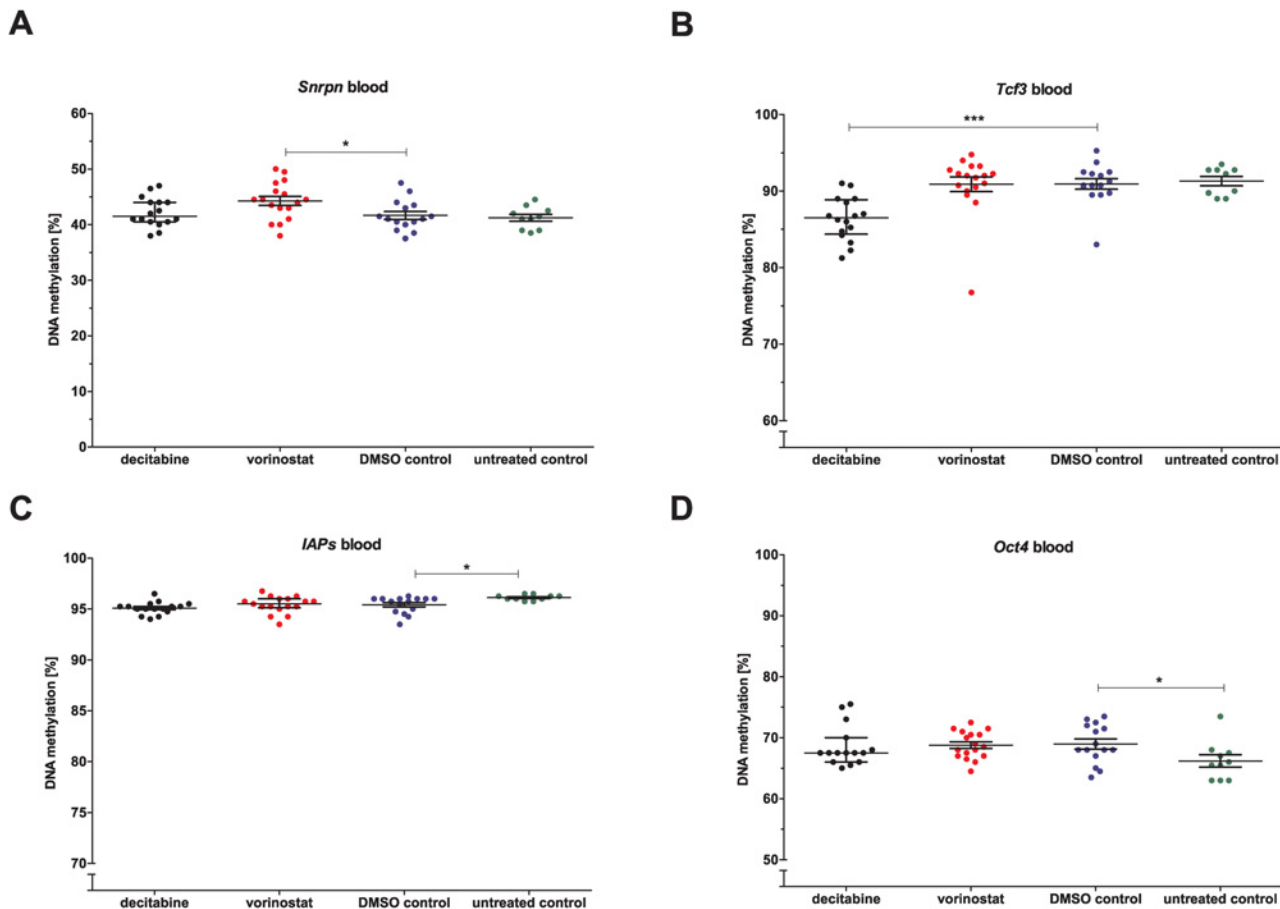 A
Snrpn blood
DNA methylation [%]
60
50
40
30
20
10
0
*
decitabine vorinostat DMSO control untreated control
B
Tcf3 blood
DNA methylation [%]
100
90
80
70
60
***
decitabine vorinostat DMSO control untreated control
C
IAPs blood
DNA methylation [%]
100
95
90
85
80
75
70
*
decitabine vorinostat DMSO control untreated control
D
Oct4 blood
DNA methylation [%]
100
90
80
70
60
50
*
decitabine vorinostat DMSO control untreated control